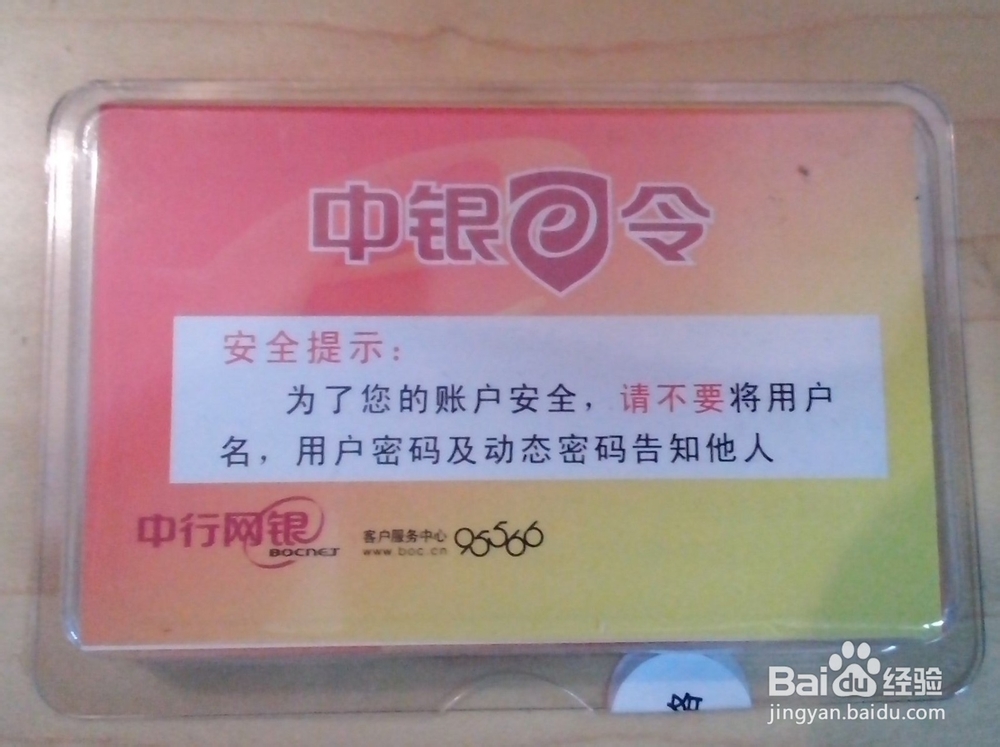 中银e令
安全提示：
为了您的账户安全，请不要将用户
名，用户密码及动态密码告知他人
中行网银
BOCNET
客户服务中心 95566
www.boc.cn
Baidu经验
jingyan.baidu.com